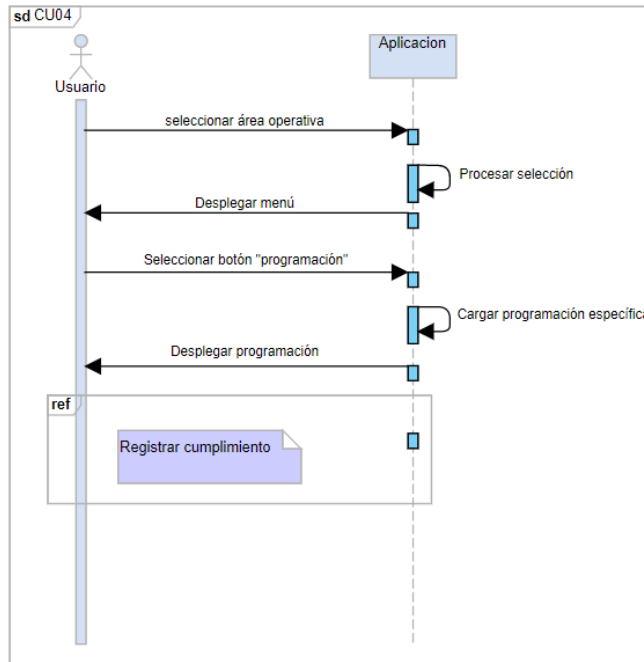 sd CU04
Aplicacion
Usuario
seleccionar área operativa
Procesar selección
Desplegar menú
Seleccionar botón "programación"
Cargar programación específica
Desplegar programación
ref
Registrar cumplimiento